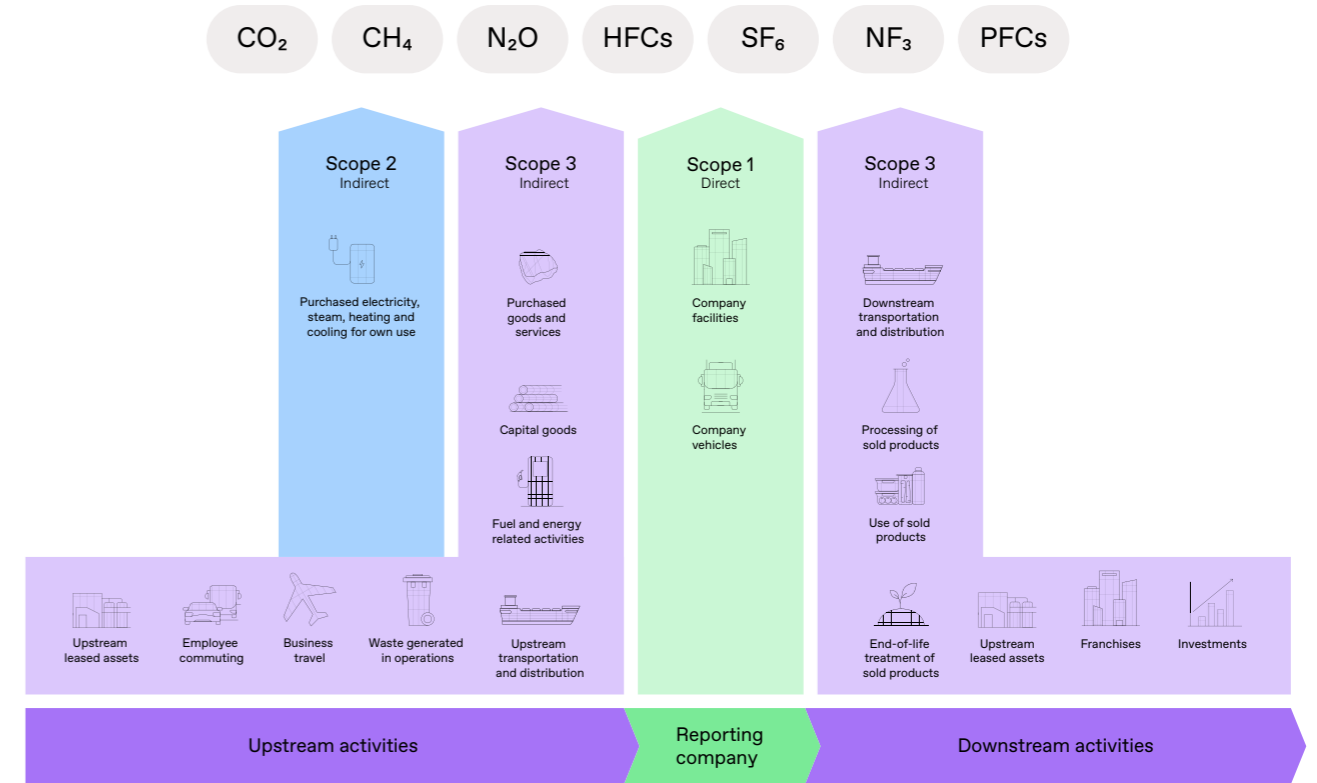 CO₂
CH₄
N₂O
HFCs
SF₆
NF₃
PFCs
Scope 2
Indirect
Purchased electricity,
steam, heating and
cooling for own use
Scope 3
Indirect
Purchased
goods and
services
Capital goods
Fuel and energy
related activities
Scope 1
Direct
Company
facilities
Company
vehicles
Scope 3
Indirect
Downstream
transportation
and distribution
Processing of
sold products
Use of sold
products
Upstream
leased assets
Employee
commuting
Business
travel
Waste generated
in operations
Upstream
transportation
and distribution
End-of-life
treatment of
sold products
Upstream
leased assets
Franchises
Investments
Upstream activities
Reporting
company
Downstream activities